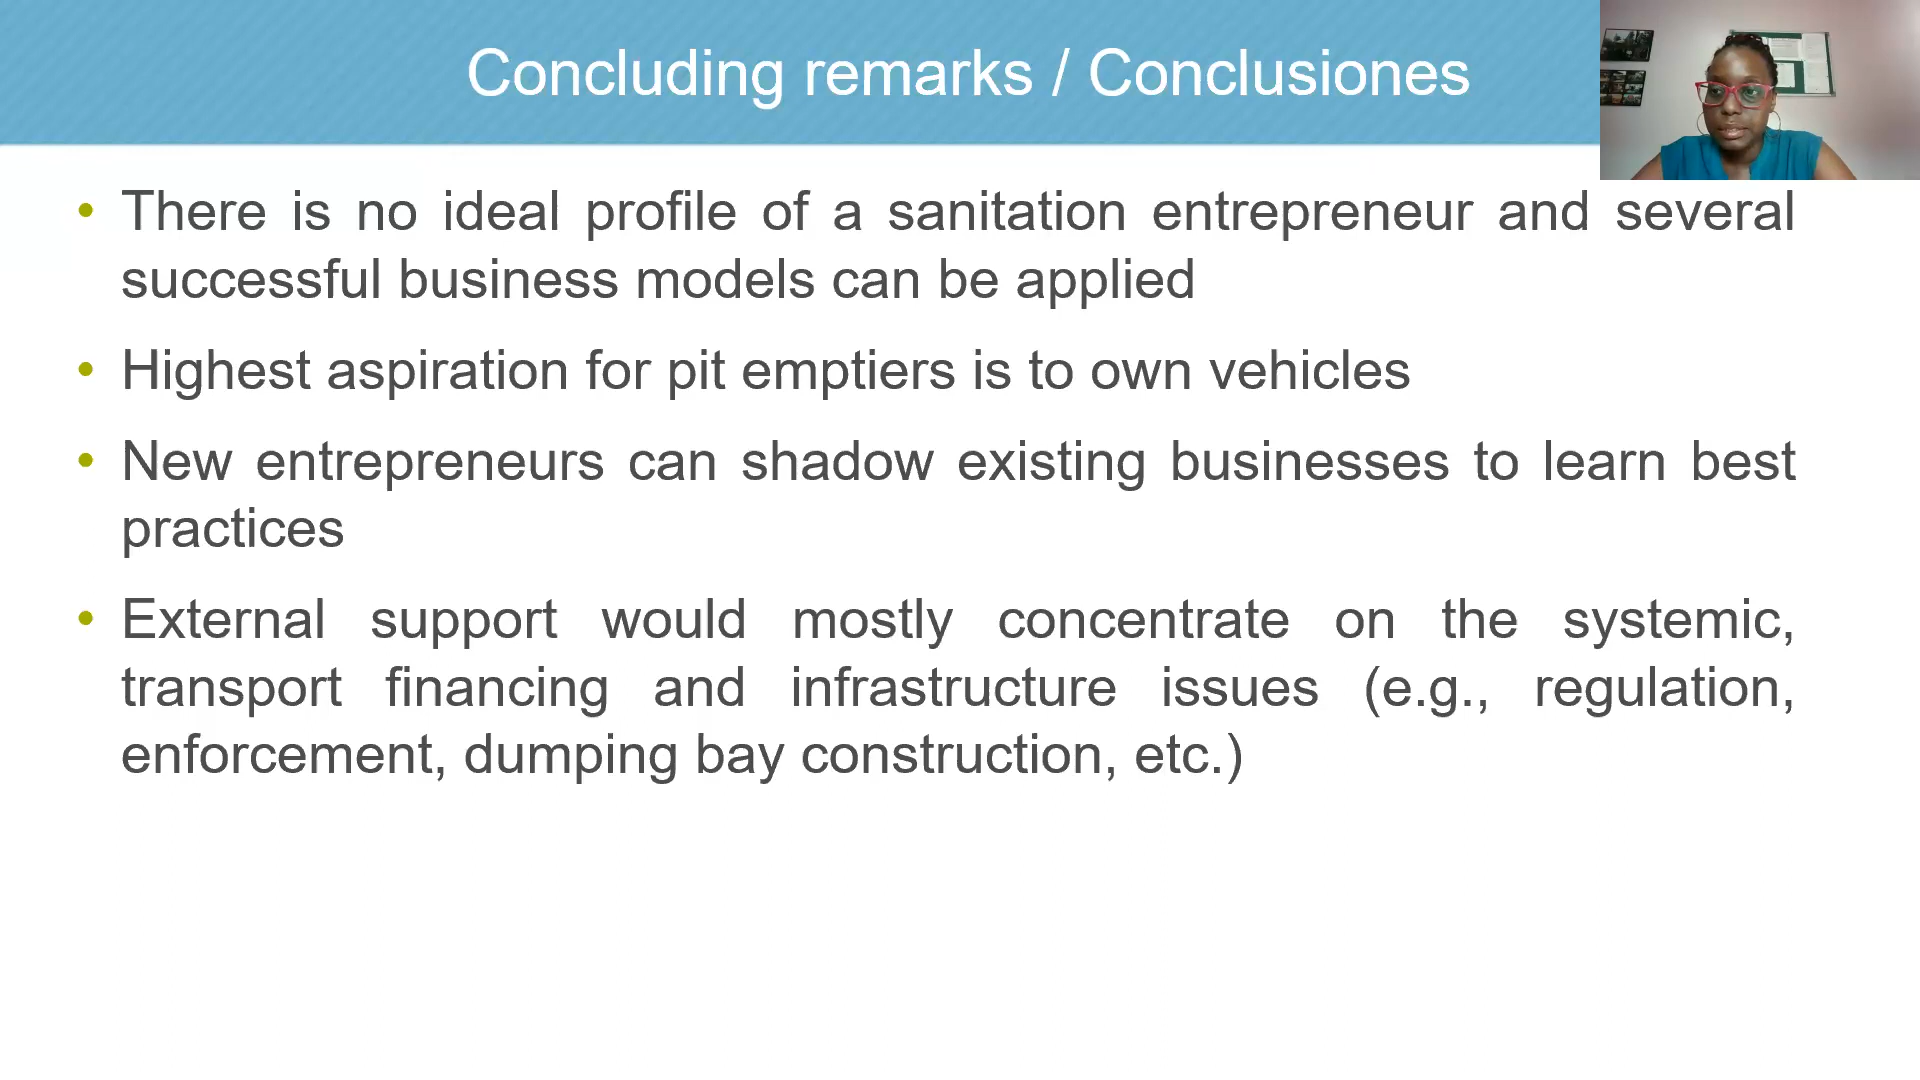 Concluding remarks / Conclusiones
• There is no ideal profile of a sanitation entrepreneur and several
successful business models can be applied
• Highest aspiration for pit emptiers is to own vehicles
• New entrepreneurs can shadow existing businesses to learn best
practices
• External support would mostly concentrate on the systemic,
transport financing and infrastructure issues (e.g., regulation,
enforcement, dumping bay construction, etc.)